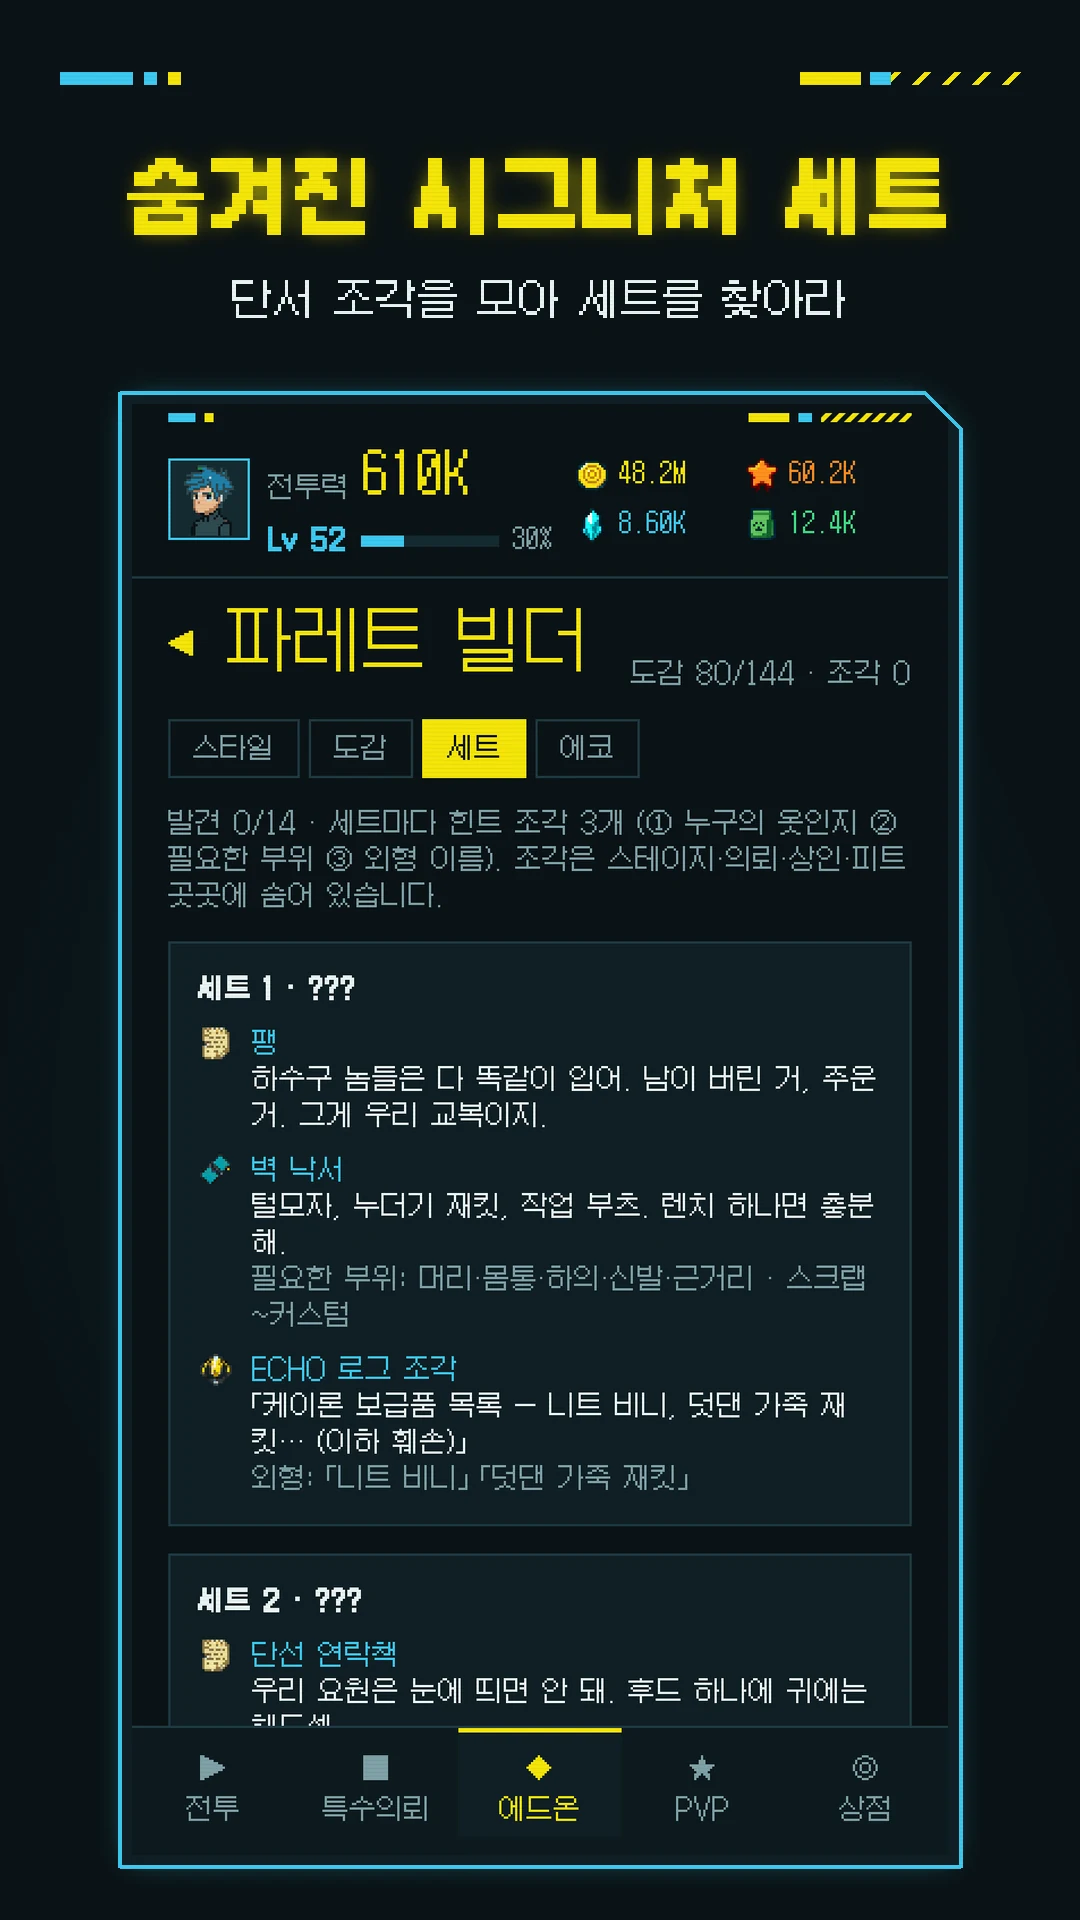 숨겨진 시그니처 세트
단서 조각을 모아 세트를 찾아라
전투력 610K
48.2M
60.2K
Lv 52
30%
8.60K
12.4K
◀ 파레트 빌더
도감 80/144 · 조각 0
스타일 도감 세트 에코
발견 0/14 · 세트마다 힌트 조각 3개 (① 누구의 옷인지 ②
필요한 부위 ③ 외형 이름). 조각은 스테이지·의뢰·상인·피트
곳곳에 숨어 있습니다.
세트 1 · ???
팽
하수구 놈들은 다 똑같이 입어. 남이 버린 거, 주운
거. 그게 우리 교복이지.
벽 낙서
털모자, 누더기 재킷, 작업 부츠. 렌치 하나면 충분
해.
필요한 부위: 머리·몸통·하의·신발·근거리 · 스크랩
~커스텀
ECHO 로그 조각
「케이론 보급품 목록 — 니트 비니, 덧댄 가죽 재
킷… (이하 훼손)」
외형: 「니트 비니」 「덧댄 가죽 재킷」
세트 2 · ???
단선 연락책
우리 요원은 눈에 띄면 안 돼. 후드 하나에 귀에는
전투 특수의뢰 에드온 PVP 상점